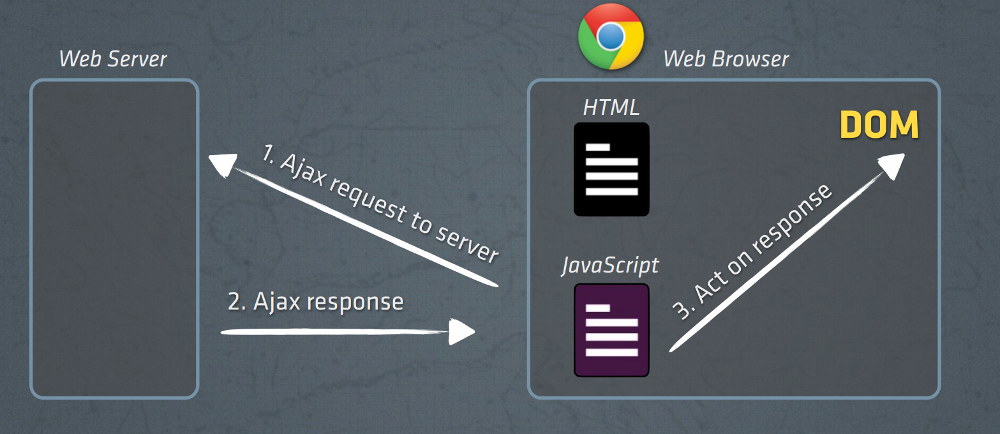 Web Server
Web Browser
HTML
DOM
1. Ajax request to server
JavaScript
3. Act on response
2. Ajax response